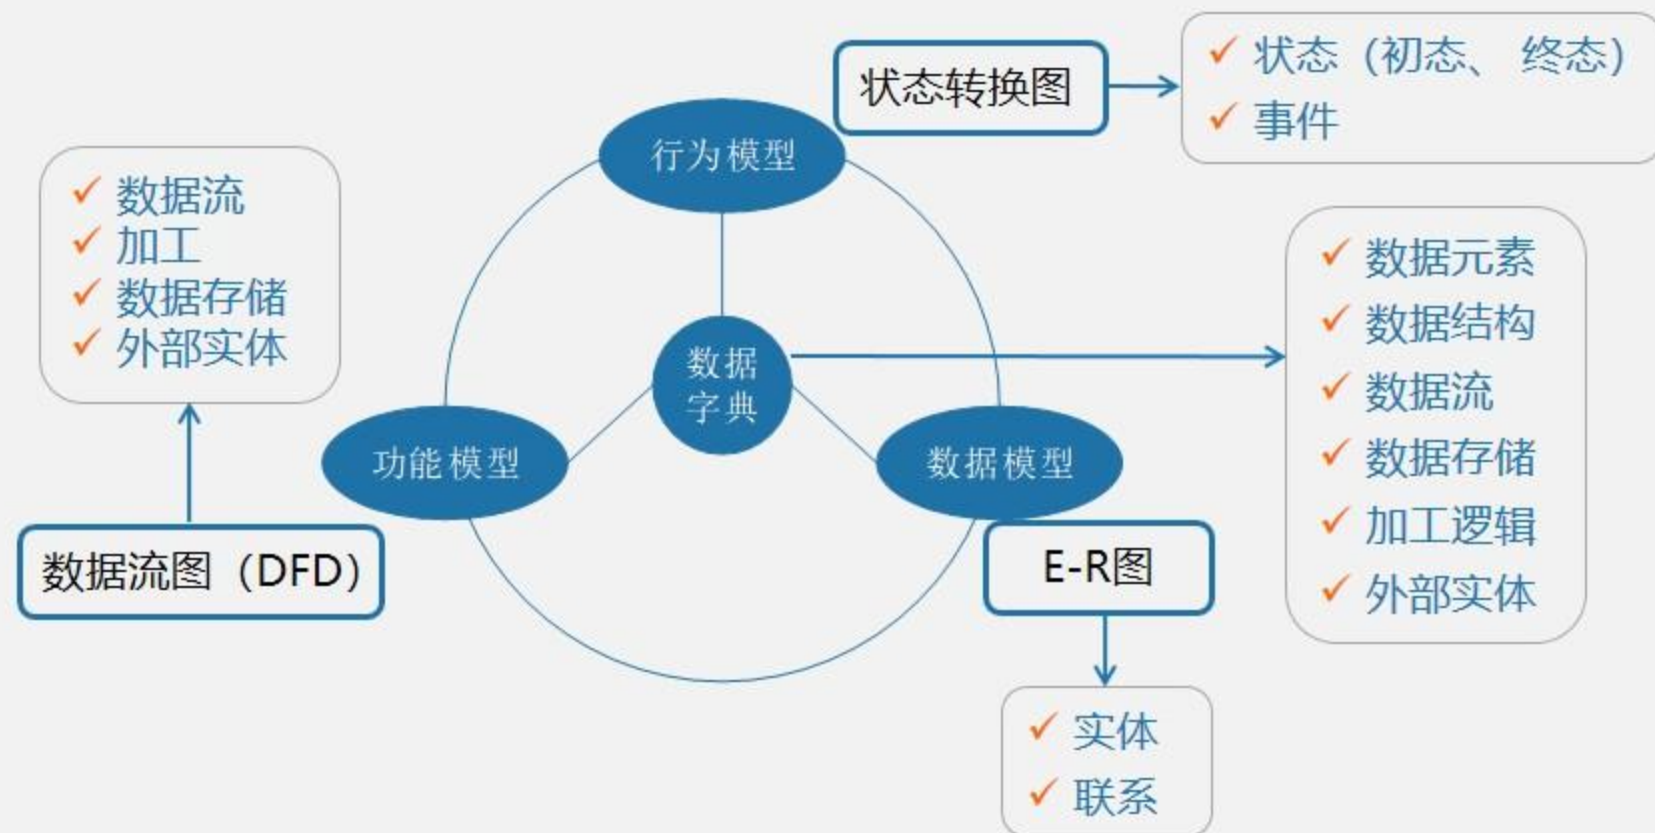 状态转换图
状态（初态、 终态）
事件
行为模型
数据流
加工
数据存储
外部实体
数据
字典
数据元素
数据结构
数据流
数据存储
加工逻辑
外部实体
功能模型
数据模型
数据流图（DFD）
E-R图
实体
联系